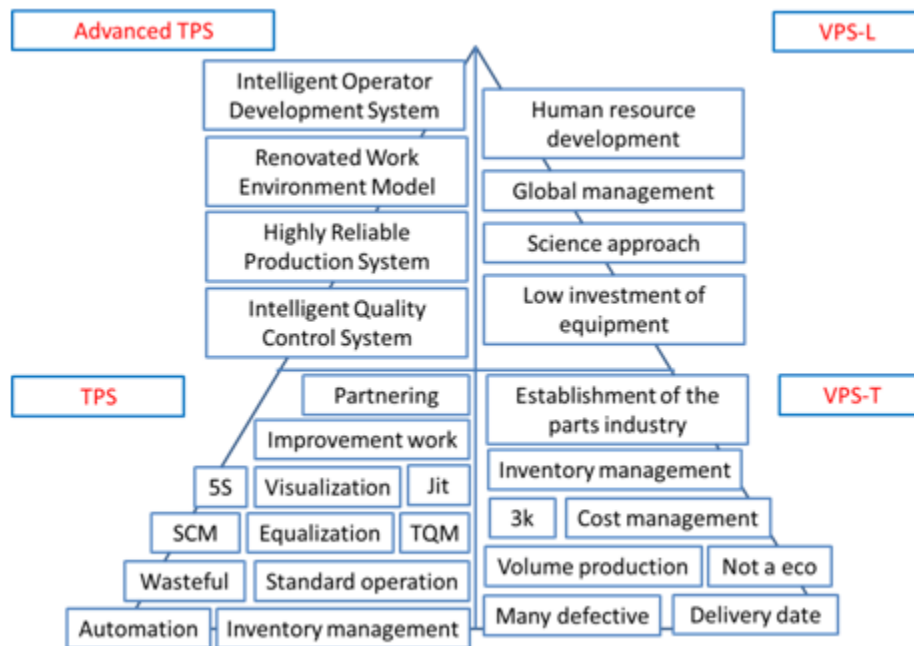 Advanced TPS
VPS-L
Intelligent Operator
Development System
Renovated Work
Environment Model
Highly Reliable
Production System
Intelligent Quality
Control System
Human resource
development
Global management
Science approach
Low investment of
equipment
TPS
VPS-T
Partnering
Improvement work
5S
Visualization
Jit
SCM
Equalization
TQM
Wasteful
Standard operation
Automation
Inventory management
Establishment of the
parts industry
Inventory management
3k
Cost management
Volume production
Not a eco
Many defective
Delivery date